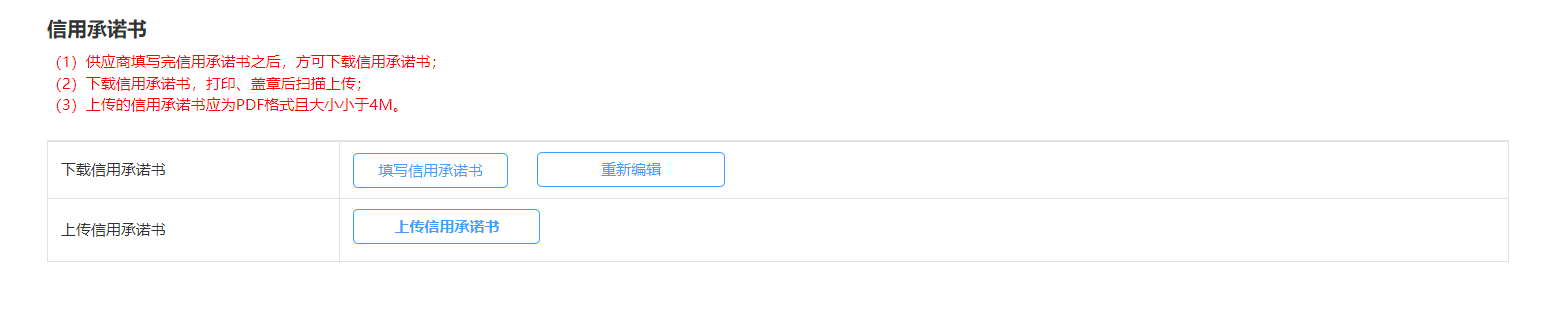 信用承诺书
（1）供应商填写完信用承诺书之后，方可下载信用承诺书；
（2）下载信用承诺书，打印、盖章后扫描上传；
（3）上传的信用承诺书应为PDF格式且大小小于4M。
下载信用承诺书 填写信用承诺书 重新编辑
上传信用承诺书 上传信用承诺书